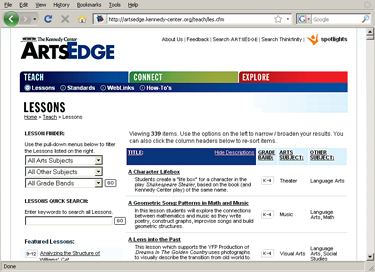 File Edit View History Bookmarks Tools Help
http://artsedge.kennedy-center.org/teach/les.cfm
Google
The Kennedy Center
ARTSEDGE
About Us | Feedback | Search ARTSEDGE | Search Thinkfinity |
spotlights
TEACH CONNECT EXPLORE
Lessons Standards WebLinks How-To's
LESSONS
Home » Teach » Lessons
LESSON FINDER:
Use the pull-down menus below to filter
the lessons listed on the right.
All Arts Subjects
All Other Subjects
All Grade Bands GO
LESSONS QUICK SEARCH:
Enter keywords to search all Lessons
GO
Featured Lessons:
9-12 Analyzing the Structure of
Viewing 339 items. Use the options on the left to narrow / broaden your results. You
can also click the column headers below to re-sort items.
TITLE: Hide Descriptions GRADE BAND: ARTS SUBJECT: OTHER SUBJECT:
A Character Lifebox
Students create a "life box" for a character in the
play Shakespeare Stealer, based on the book (and
Kennedy Center play) of the same name.
K-4 Theater Language Arts
A Geometric Song: Patterns in Math and Music
In this lesson students will explore the connections
between mathematics and music as they write
poetry, construct graphs, improvise songs and build
geometric structures.
K-4 Music Language Arts, Math
A Lens into the Past
This lesson which supports the YFP Production of
Dreams in the Golden Country uses photographs
to visually describe the transition from old world to
K-4 Visual Arts Language Arts, Social Studies
Done